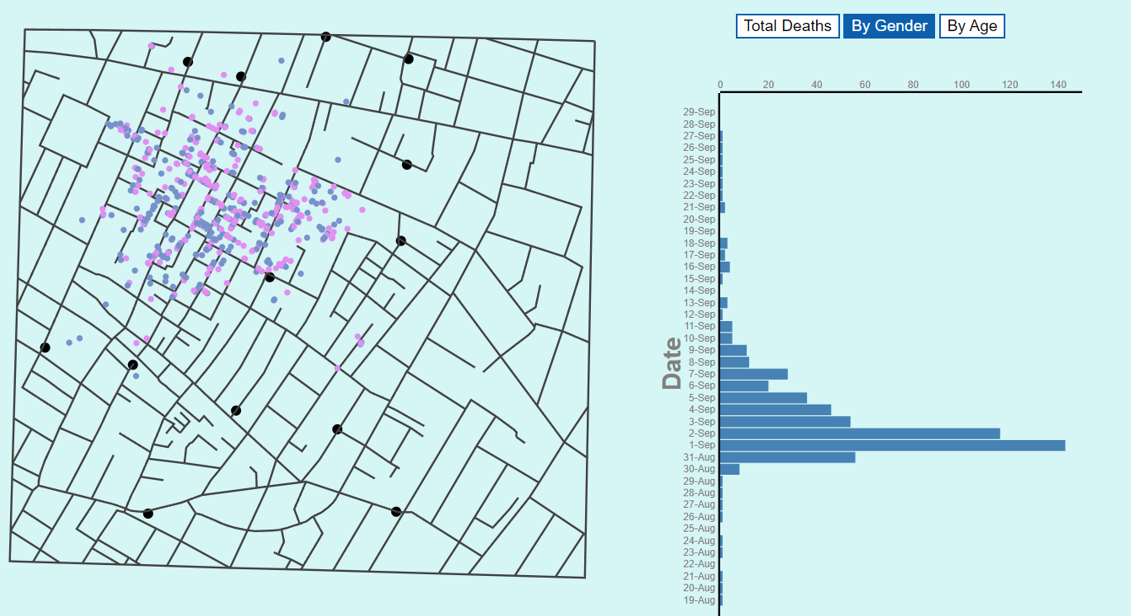 Total Deaths By Gender By Age
0 20 40 60 80 100 120 140
Date
29-Sep
28-Sep
27-Sep
26-Sep
25-Sep
24-Sep
23-Sep
22-Sep
21-Sep
20-Sep
19-Sep
18-Sep
17-Sep
16-Sep
15-Sep
14-Sep
13-Sep
12-Sep
11-Sep
10-Sep
9-Sep
8-Sep
7-Sep
6-Sep
5-Sep
4-Sep
3-Sep
2-Sep
1-Sep
31-Aug
30-Aug
29-Aug
28-Aug
27-Aug
26-Aug
25-Aug
24-Aug
23-Aug
22-Aug
21-Aug
20-Aug
19-Aug